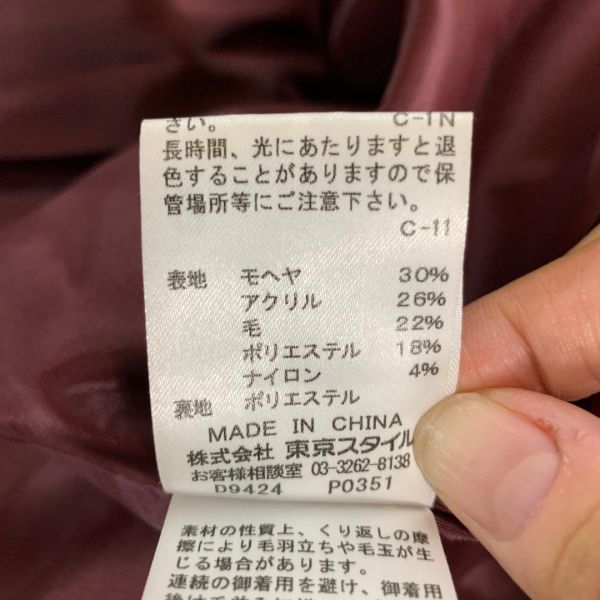 さい。 C-1N
長時間、光にあたりますと退
色することがありますので保
管場所等にご注意下さい。
C-11
表地 モヘヤ 30%
アクリル 26%
毛 22%
ポリエステル 18%
ナイロン 4%
裏地 ポリエステル
MADE IN CHINA
株式会社 東京スタイル
お客様相談室 03-3262-8138
D9424 P0351
素材の性質上、くり返しの摩
擦により毛羽立ちや毛玉が生
じる場合があります。
連続の御着用を避け、御着用